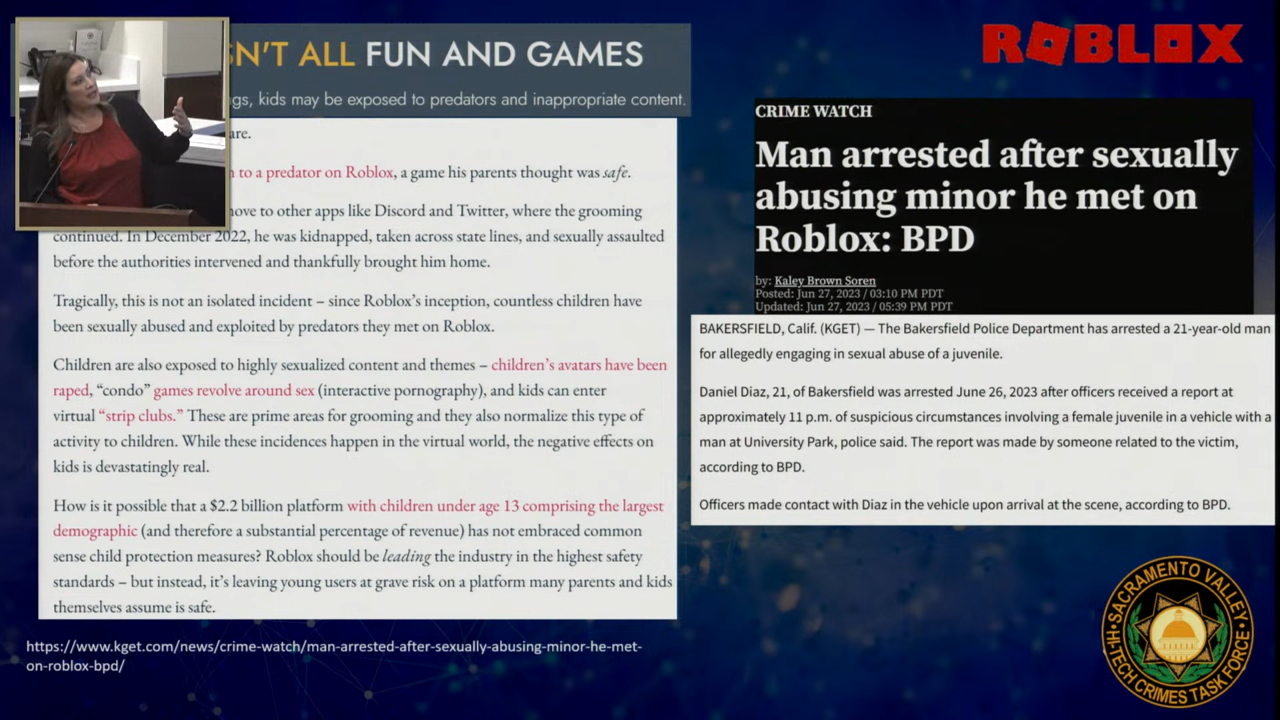 SN'T ALL FUN AND GAMES
gs, kids may be exposed to predators and inappropriate content.
are.
to a predator on Roblox, a game his parents thought was safe.
ove to other apps like Discord and Twitter, where the grooming
continued. In December 2022, he was kidnapped, taken across state lines, and sexually assaulted
before the authorities intervened and thankfully brought him home.
Tragically, this is not an isolated incident – since Roblox's inception, countless children have
been sexually abused and exploited by predators they met on Roblox.
Children are also exposed to highly sexualized content and themes – children's avatars have been
raped, “condo” games revolve around sex (interactive pornography), and kids can enter
virtual “strip clubs.” These are prime areas for grooming and they also normalize this type of
activity to children. While these incidences happen in the virtual world, the negative effects on
kids is devastatingly real.
How is it possible that a $2.2 billion platform with children under age 13 comprising the largest
demographic (and therefore a substantial percentage of revenue) has not embraced common
sense child protection measures? Roblox should be leading the industry in the highest safety
standards – but instead, it's leaving young users at grave risk on a platform many parents and kids
themselves assume is safe.
https://www.kget.com/news/crime-watch/man-arrested-after-sexually-abusing-minor-he-met-
on-roblox-bpd/
ROBLOX
CRIME WATCH
Man arrested after sexually
abusing minor he met on
Roblox: BPD
by: Kaley Brown Soren
Posted: Jun 27, 2023 / 03:10 PM PDT
Updated: Jun 27, 2023 / 05:39 PM PDT
BAKERSFIELD, Calif. (KGET) — The Bakersfield Police Department has arrested a 21-year-old man
for allegedly engaging in sexual abuse of a juvenile.
Daniel Diaz, 21, of Bakersfield was arrested June 26, 2023 after officers received a report at
approximately 11 p.m. of suspicious circumstances involving a female juvenile in a vehicle with a
man at University Park, police said. The report was made by someone related to the victim,
according to BPD.
Officers made contact with Diaz in the vehicle upon arrival at the scene, according to BPD.
SACRAMENTO VALLEY
HI-TECH CRIMES TASK FORCE